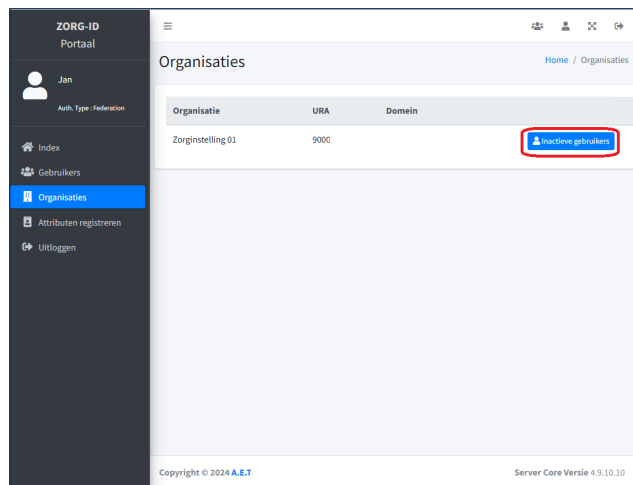 ZORG-ID
Portaal
Jan
Auth. Type : Federation
Index
Gebruikers
Organisaties
Attributen registreren
Uitloggen
Organisaties
Home / Organisaties
Organisatie URA Domein
Zorginstelling 01 9000 Inactieve gebruikers
Copyright © 2024 A.E.T
Server Core Versie 4.9.10.10